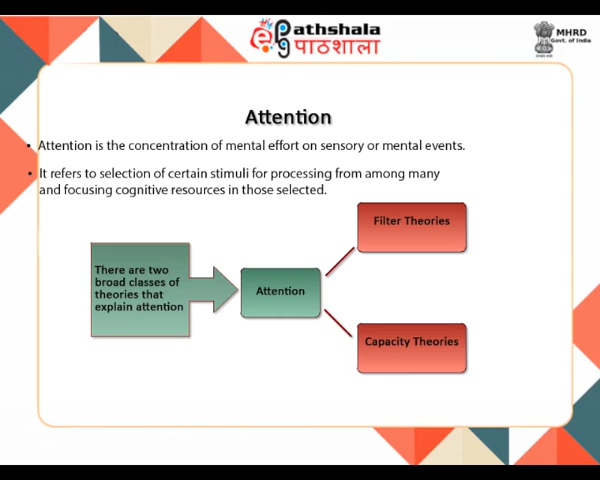 Pathshala
पाठशाला
MHRD
Govt. of India
Attention
• Attention is the concentration of mental effort on sensory or mental events.
• It refers to selection of certain stimuli for processing from among many
and focusing cognitive resources in those selected.
Filter Theories
There are two
broad classes of
theories that
explain attention
Attention
Capacity Theories